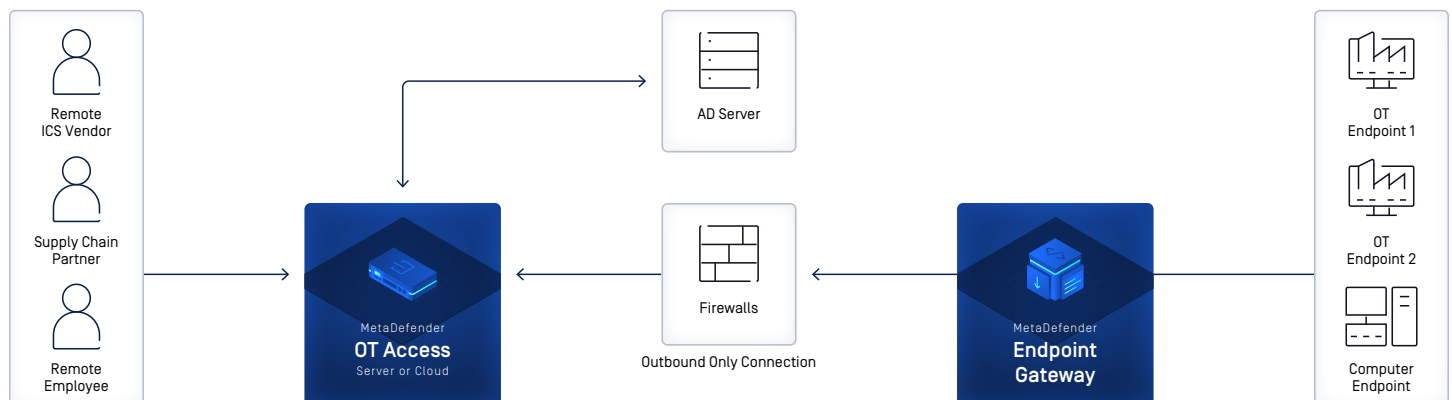 Remote
ICS Vendor
Supply Chain
Partner
Remote
Employee
MetaDefender
OT Access
Server or Cloud
AD Server
Firewalls
Outbound Only Connection
MetaDefender
Endpoint
Gateway
OT
Endpoint 1
OT
Endpoint 2
Computer
Endpoint